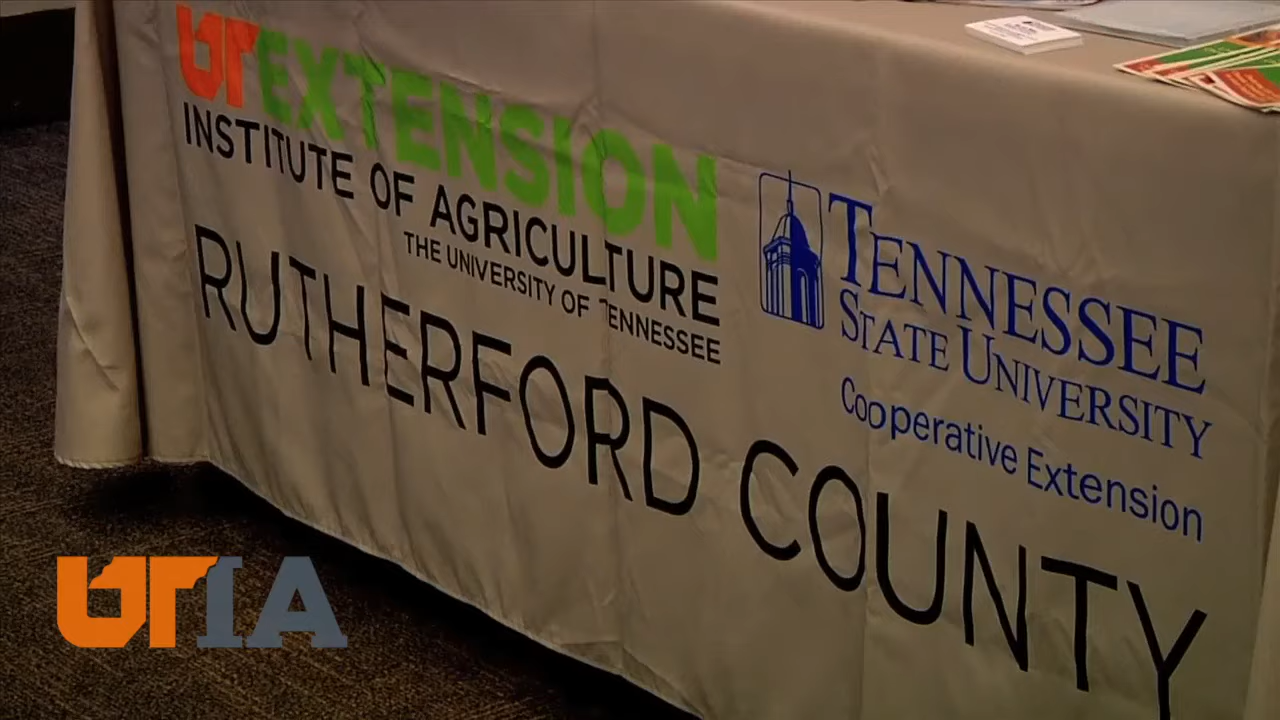 UTEXTENSION
INSTITUTE OF AGRICULTURE
THE UNIVERSITY OF TENNESSEE
TENNESSEE
STATE UNIVERSITY
Cooperative Extension
RUTHERFORD COUNTY
UTIA